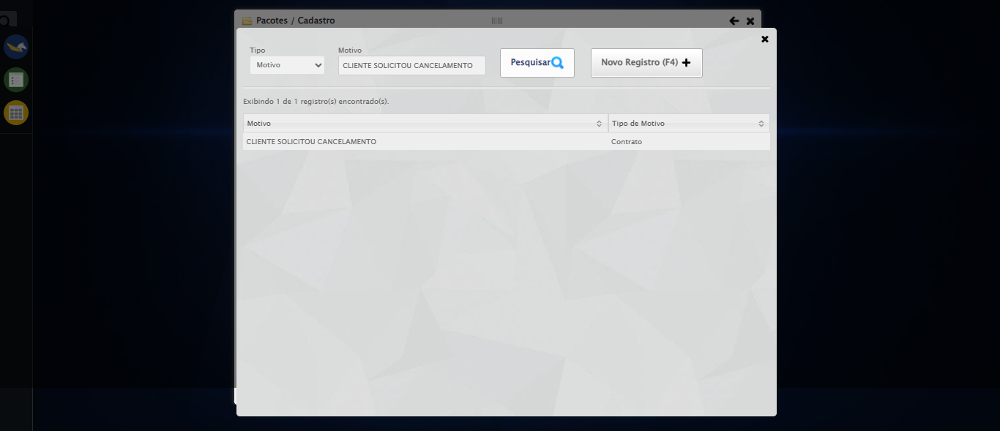 Pacotes / Cadastro
Tipo
Motivo
Motivo
CLIENTE SOLICITOU CANCELAMENTO
Pesquisar
Novo Registro (F4)
Exibindo 1 de 1 registro(s) encontrado(s).
Motivo
Tipo de Motivo
CLIENTE SOLICITOU CANCELAMENTO
Contrato